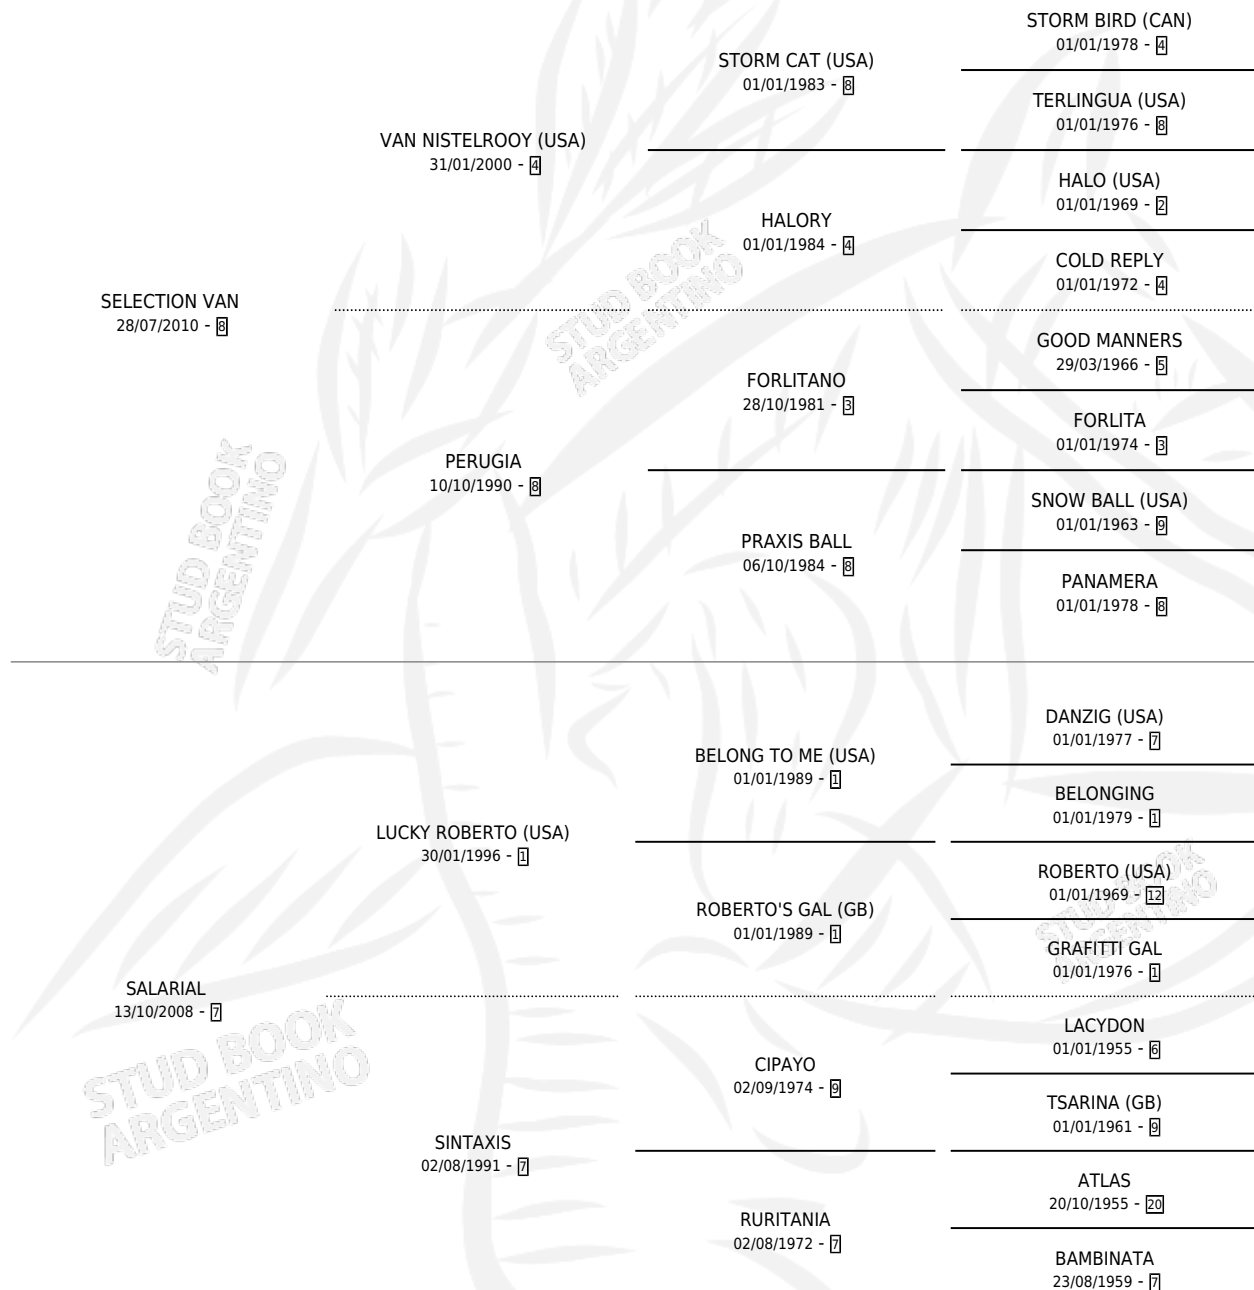 STORM BIRD (CAN)
01/01/1978 - 4
STORM CAT (USA)
01/01/1983 - 8
TERLINGUA (USA)
01/01/1976 - 8
VAN NISTELROOY (USA)
31/01/2000 - 4
HALO (USA)
01/01/1969 - 2
HALORY
01/01/1984 - 4
COLD REPLY
01/01/1972 - 4
SELECTION VAN
28/07/2010 - 8
GOOD MANNERS
29/03/1966 - 5
FORLITANO
28/10/1981 - 3
FORLITA
01/01/1974 - 3
PERUGIA
10/10/1990 - 8
SNOW BALL (USA)
01/01/1963 - 9
PRAXIS BALL
06/10/1984 - 8
PANAMERA
01/01/1978 - 8
STUD BOOK
ARGENTINO
STUD BOOK
ARGENTINO
DANZIG (USA)
01/01/1977 - 7
BELONG TO ME (USA)
01/01/1989 - 1
BELONGING
01/01/1979 - 1
LUCKY ROBERTO (USA)
30/01/1996 - 1
ROBERTO (USA)
01/01/1969 - 12
ROBERTO'S GAL (GB)
01/01/1989 - 1
GRAFITTI GAL
01/01/1976 - 1
SALARIAL
13/10/2008 - 7
LACYDON
01/01/1955 - 6
CIPAYO
02/09/1974 - 9
TSARINA (GB)
01/01/1961 - 9
SINTAXIS
02/08/1991 - 7
ATLAS
20/10/1955 - 20
RURITANIA
02/08/1972 - 7
BAMBINATA
23/08/1959 - 7
STUD BOOK
ARGENTINO
STUD BOOK
ARGENTINO